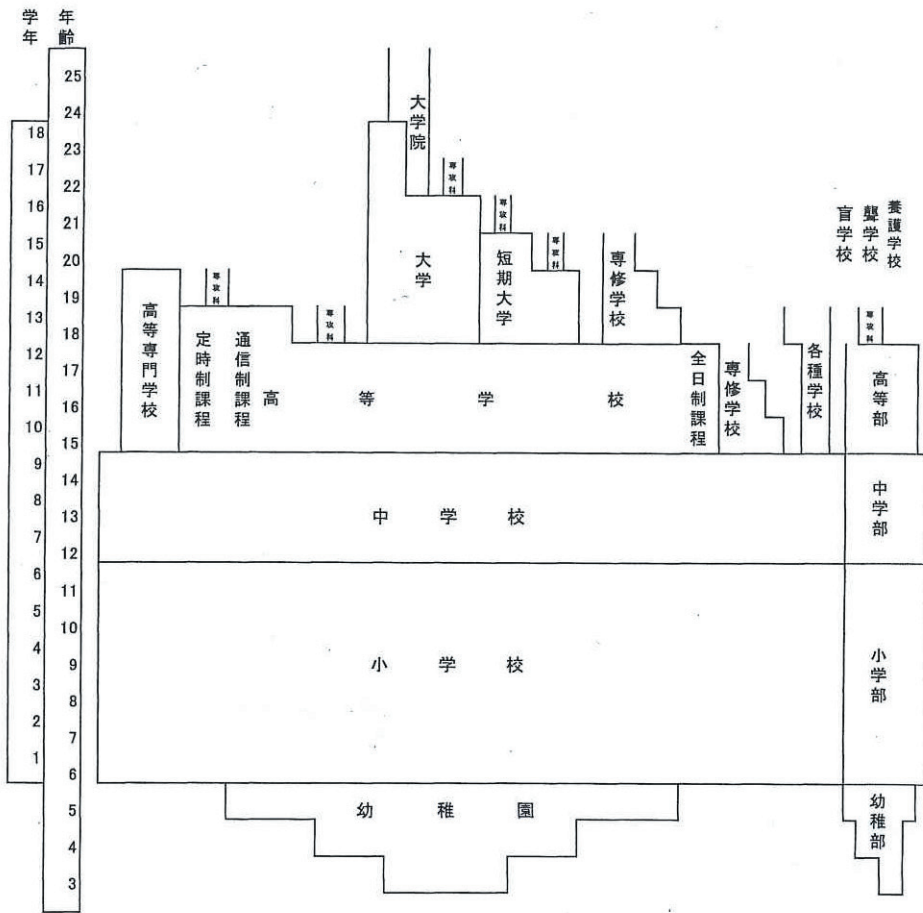 学年
年齢
25
24
23
22
21
20
19
18
17
16
15
14
13
12
11
10
9
8
7
6
5
4
3
18
17
16
15
14
13
12
11
10
9
8
7
6
5
4
3
2
1
大学院
専攻科
専攻科
専攻科
大学
短期大学
専修学校
盲学校
聾学校
養護学校
専攻科
専攻科
専攻科
高等専門学校
定時制課程
通信制課程
高等学校
全日制課程
専修学校
各種学校
高等部
中学校
中学部
小学校
小学部
幼稚園
幼稚部